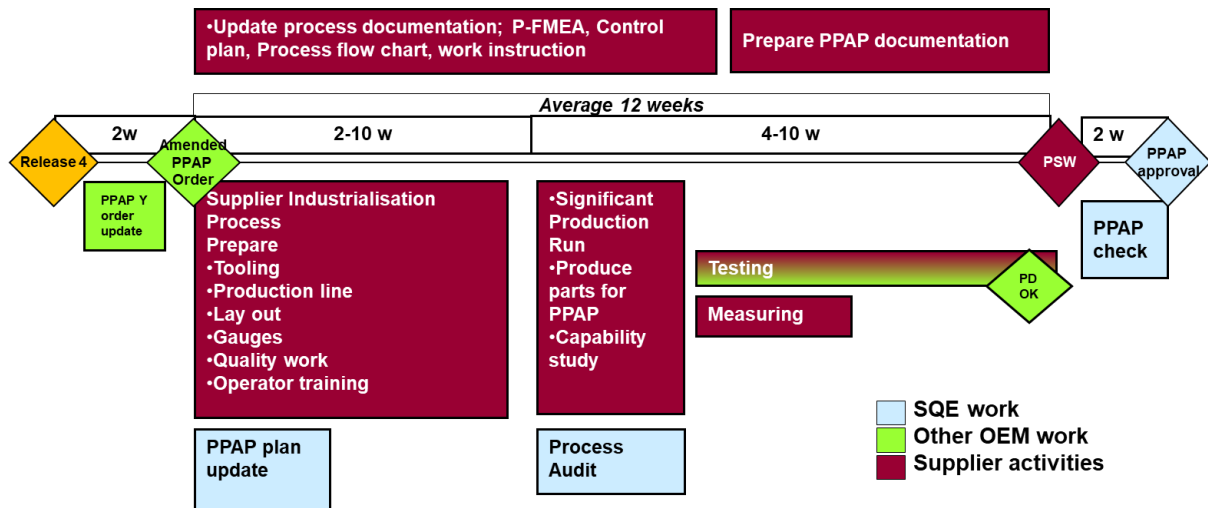 •Update process documentation; P-FMEA, Control
plan, Process flow chart, work instruction
Prepare PPAP documentation
Average 12 weeks
2w
2-10 w
4-10 w
2 w
Release 4
Amended
PPAP
Order
PSW
PPAP
approval
PPAP Y
order
update
Supplier Industrialisation
Process
Prepare
•Tooling
•Production line
•Lay out
•Gauges
•Quality work
•Operator training
•Significant
Production
Run
•Produce
parts for
PPAP
•Capability
study
Testing
PD
OK
Measuring
PPAP
check
PPAP plan
update
Process
Audit
SQE work
Other OEM work
Supplier activities